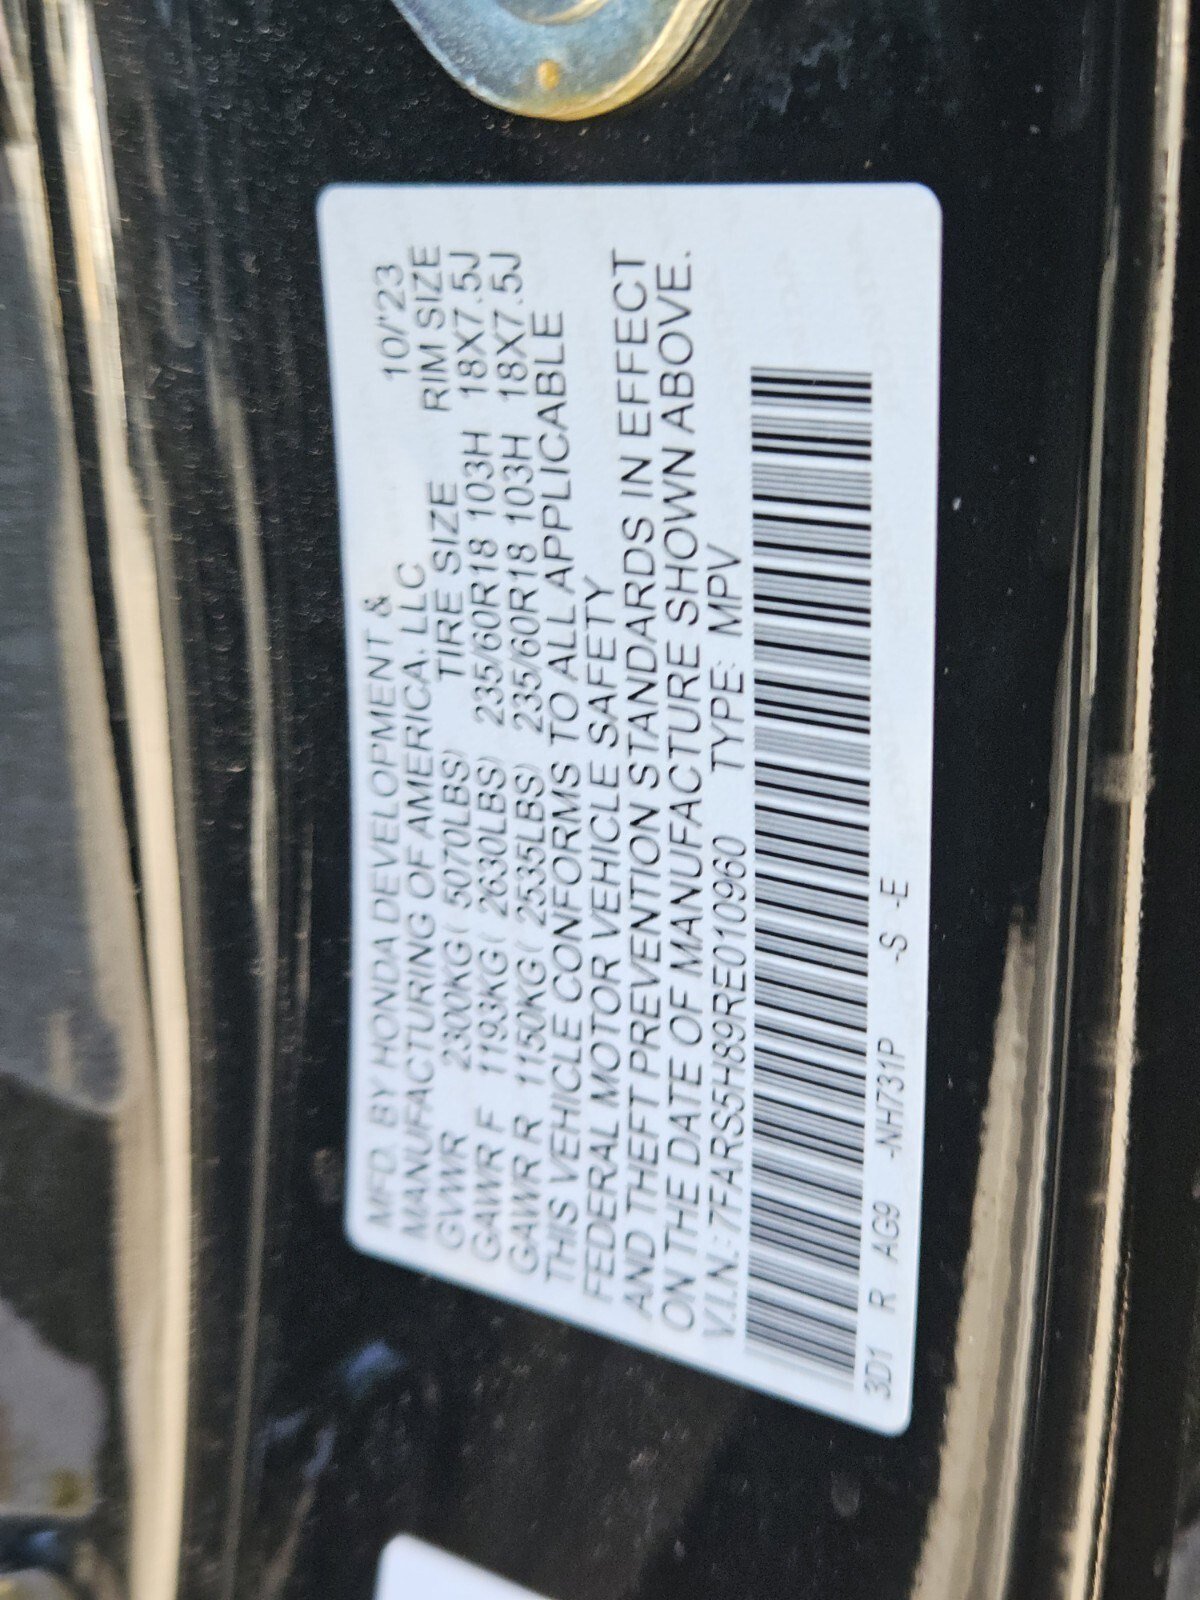 MFD. BY HONDA DEVELOPMENT & 10/'23
MANUFACTURING OF AMERICA, LLC TIRE SIZE RIM SIZE
GVWR 2300KG( 5070LBS)
GAWR F 1193KG( 2630LBS) 235/60R18 103H 18X7.5J
GAWR R 1150KG( 2535LBS) 235/60R18 103H 18X7.5J
THIS VEHICLE CONFORMS TO ALL APPLICABLE
FEDERAL MOTOR VEHICLE SAFETY
AND THEFT PREVENTION STANDARDS IN EFFECT
ON THE DATE OF MANUFACTURE SHOWN ABOVE.
V.I.N.: 7FARS5H89RE010960 TYPE: MPV
3D1 R AG9 -NH731P -S -E